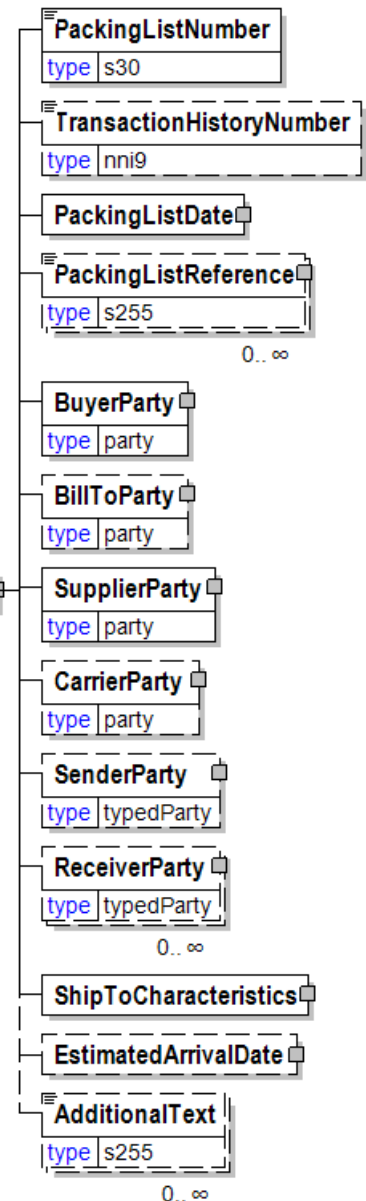 PackingListNumber
type s30
TransactionHistoryNumber
type nni9
PackingListDate
PackingListReference
type s255
0.. ∞
BuyerParty
type party
BillToParty
type party
SupplierParty
type party
CarrierParty
type party
SenderParty
type typedParty
ReceiverParty
type typedParty
0.. ∞
ShipToCharacteristics
EstimatedArrivalDate
AdditionalText
type s255
0.. ∞